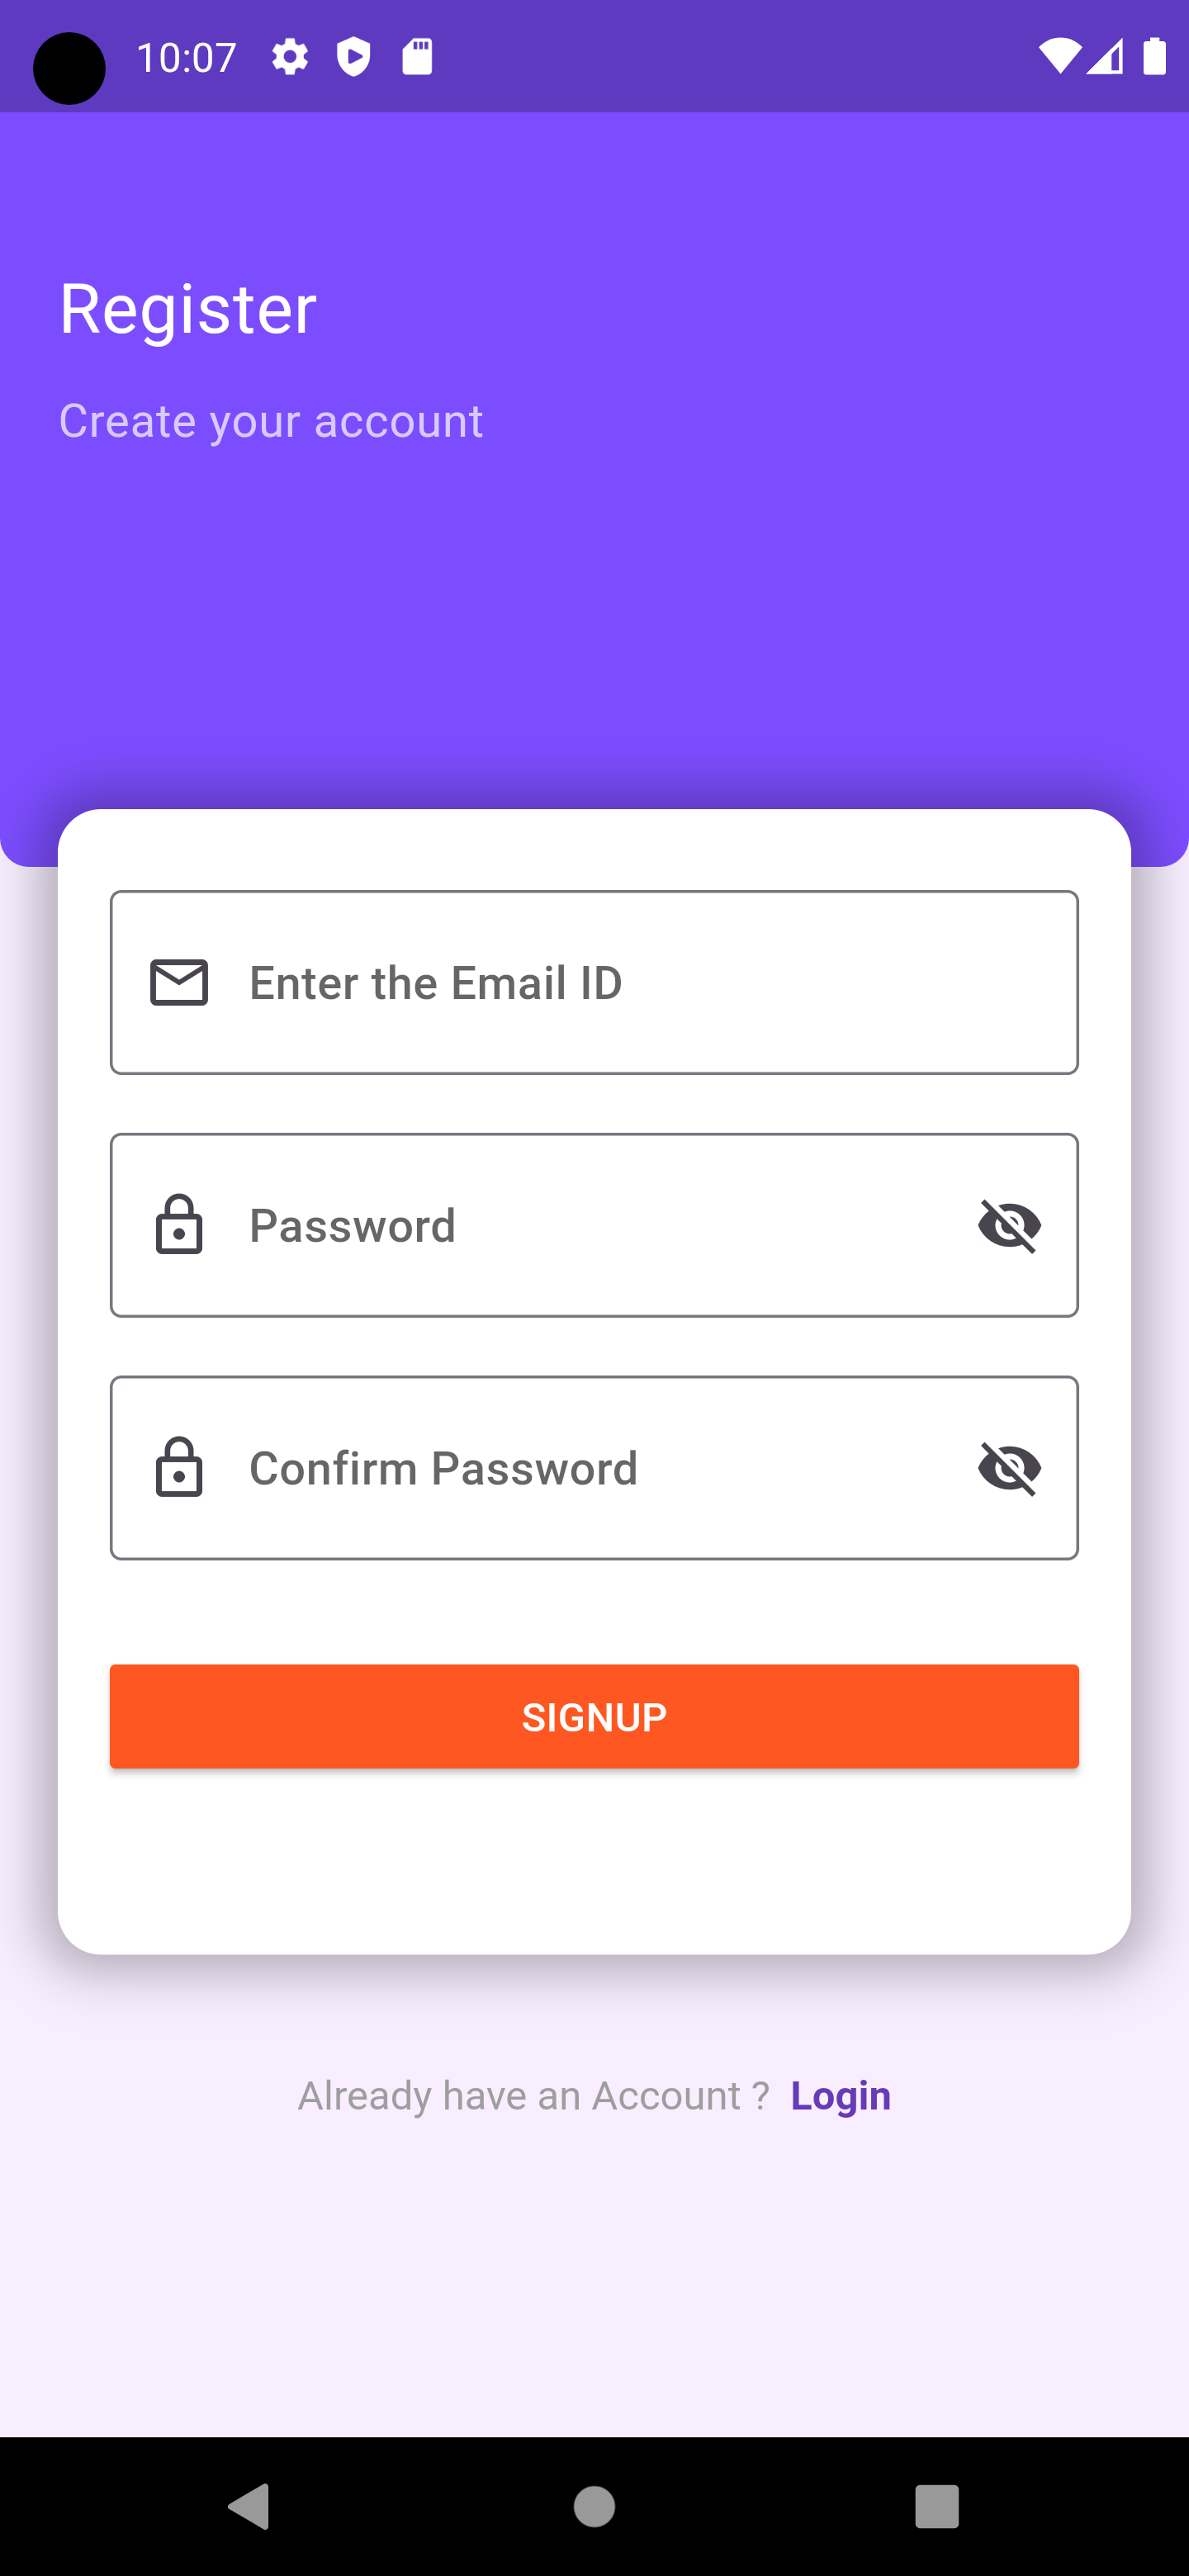 10:07
Register
Create your account
Enter the Email ID
Password
Confirm Password
SIGNUP
Already have an Account ? Login